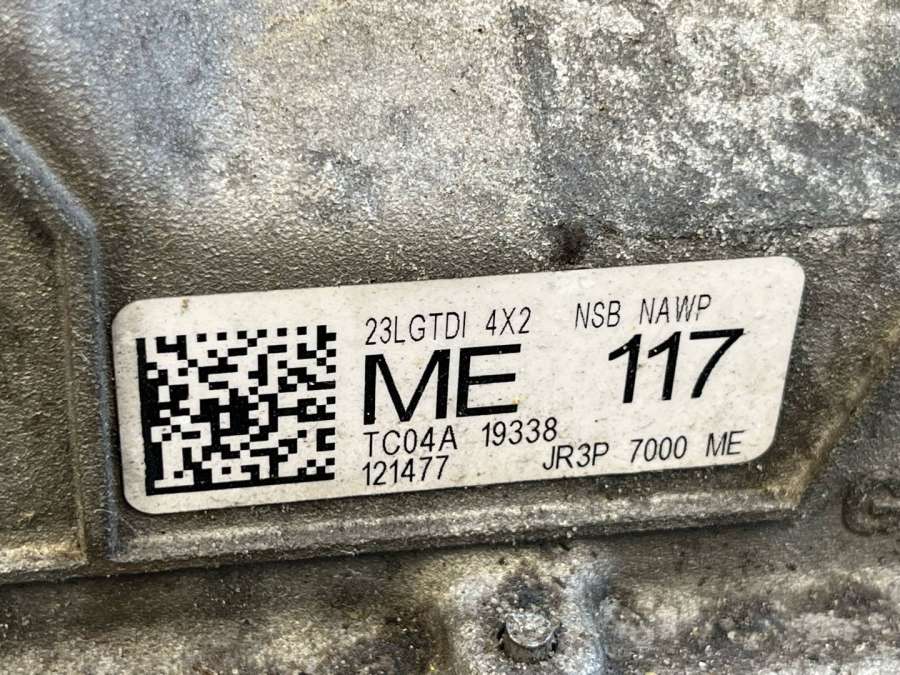 23LGTDI 4X2 NSB NAWP
ME 117
TC04A 19338
121477 JR3P 7000 ME